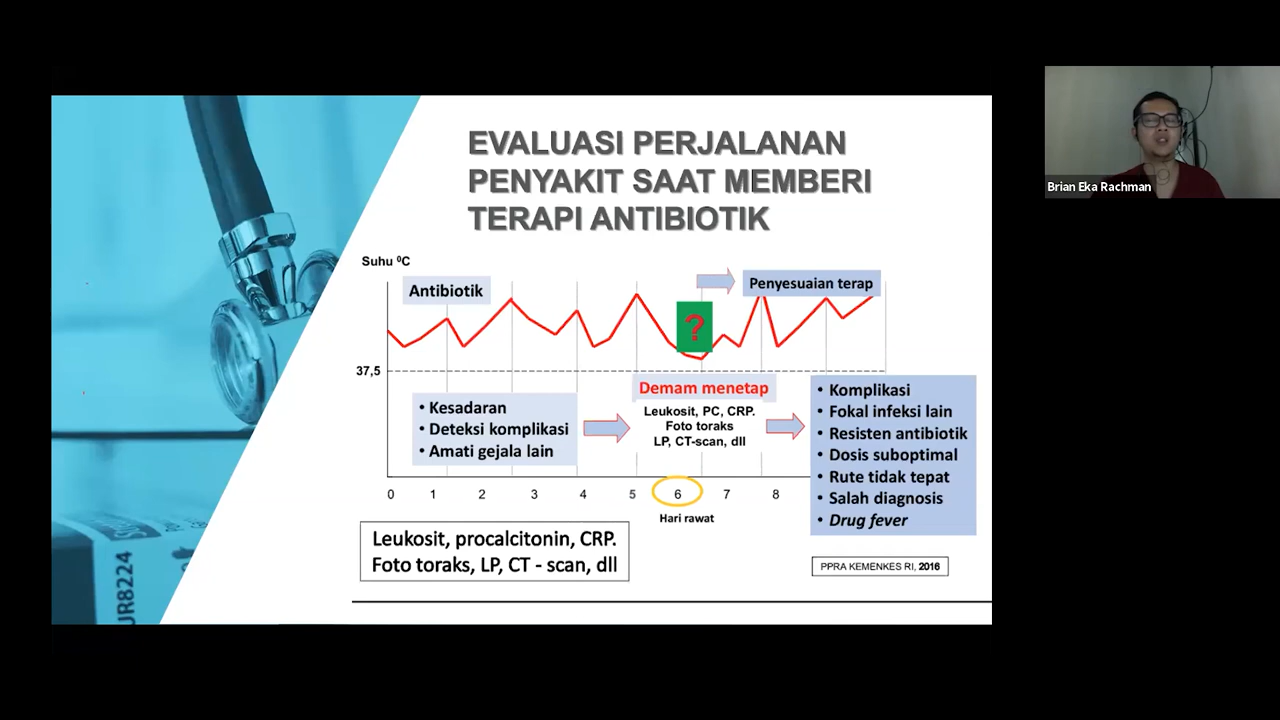 EVALUASI PERJALANAN
PENYAKIT SAAT MEMBERI
TERAPI ANTIBIOTIK
Suhu ⁰C
Antibiotik
Penyesuaian terap
?
37,5
Demam menetap
Leukosit, PC, CRP.
Foto toraks
LP, CT-scan, dll
• Kesadaran
• Deteksi komplikasi
• Amati gejala lain
• Komplikasi
• Fokal infeksi lain
• Resisten antibiotik
• Dosis suboptimal
• Rute tidak tepat
• Salah diagnosis
• Drug fever
0 1 2 3 4 5 6 7 8
Hari rawat
Leukosit, procalcitonin, CRP.
Foto toraks, LP, CT - scan, dll
PPRA KEMENKES RI, 2016
UR8224
Brian Eka Rachman